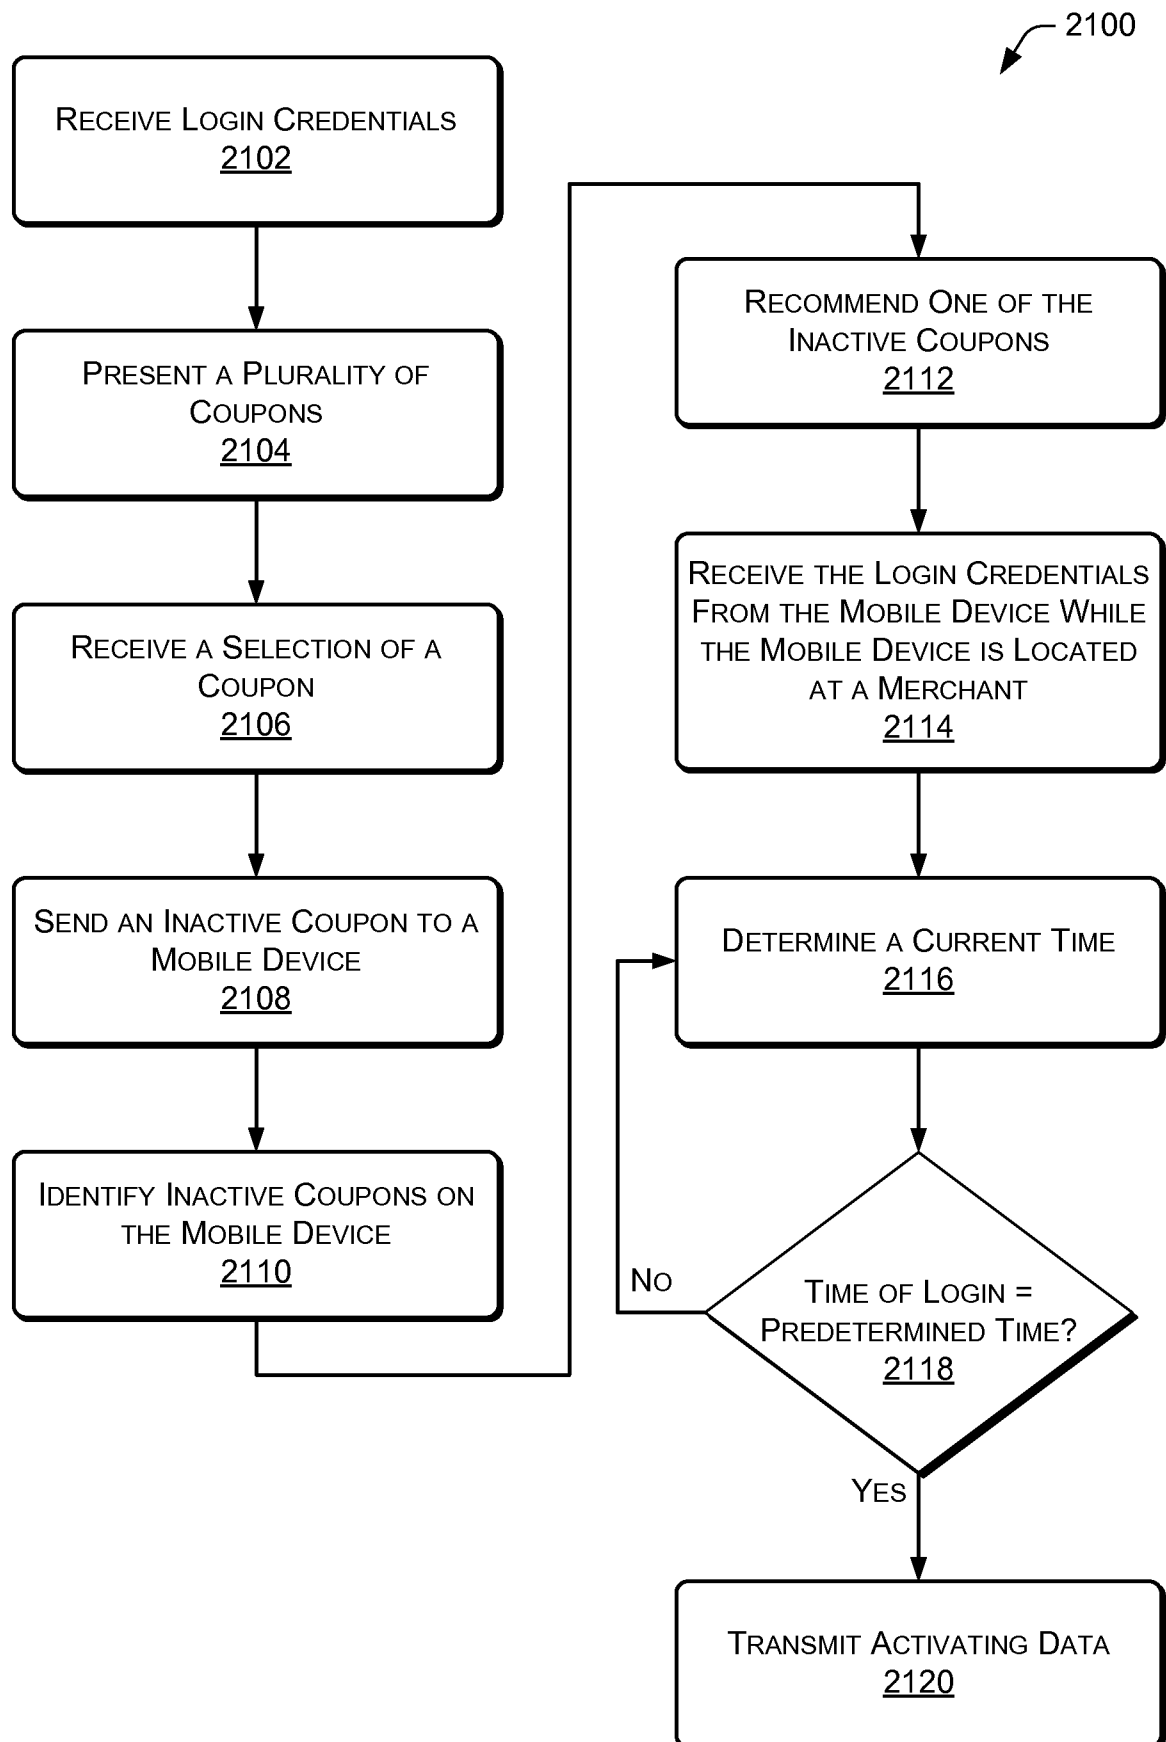 2100
RECEIVE LOGIN CREDENTIALS
2102
PRESENT A PLURALITY OF
COUPONS
2104
RECEIVE A SELECTION OF A
COUPON
2106
SEND AN INACTIVE COUPON TO A
MOBILE DEVICE
2108
IDENTIFY INACTIVE COUPONS ON
THE MOBILE DEVICE
2110
RECOMMEND ONE OF THE
INACTIVE COUPONS
2112
RECEIVE THE LOGIN CREDENTIALS
FROM THE MOBILE DEVICE WHILE
THE MOBILE DEVICE IS LOCATED
AT A MERCHANT
2114
DETERMINE A CURRENT TIME
2116
NO
TIME OF LOGIN =
PREDETERMINED TIME?
2118
YES
TRANSMIT ACTIVATING DATA
2120